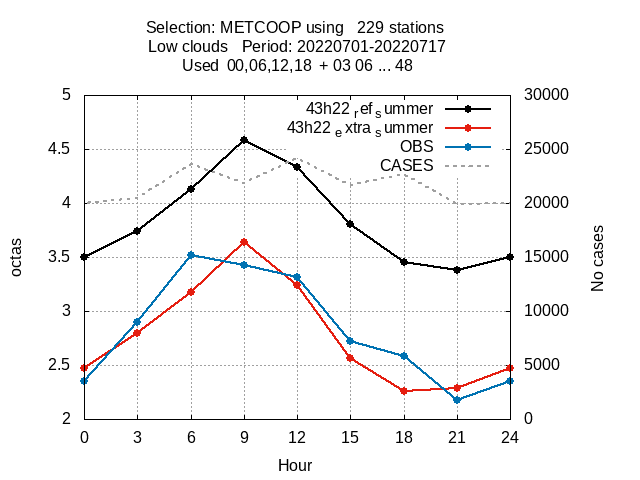 Selection: METCOOP using   229 stations
Low clouds   Period: 20220701-20220717
Used  00,06,12,18  + 03 06 ... 48
5 30000
43h22 ref summer
43h22 extra summer
OBS
CASES
4.5 25000
4 20000
3.5 15000
octas
No cases
3 10000
2.5 5000
2 0
0 3 6 9 12 15 18 21 24
Hour